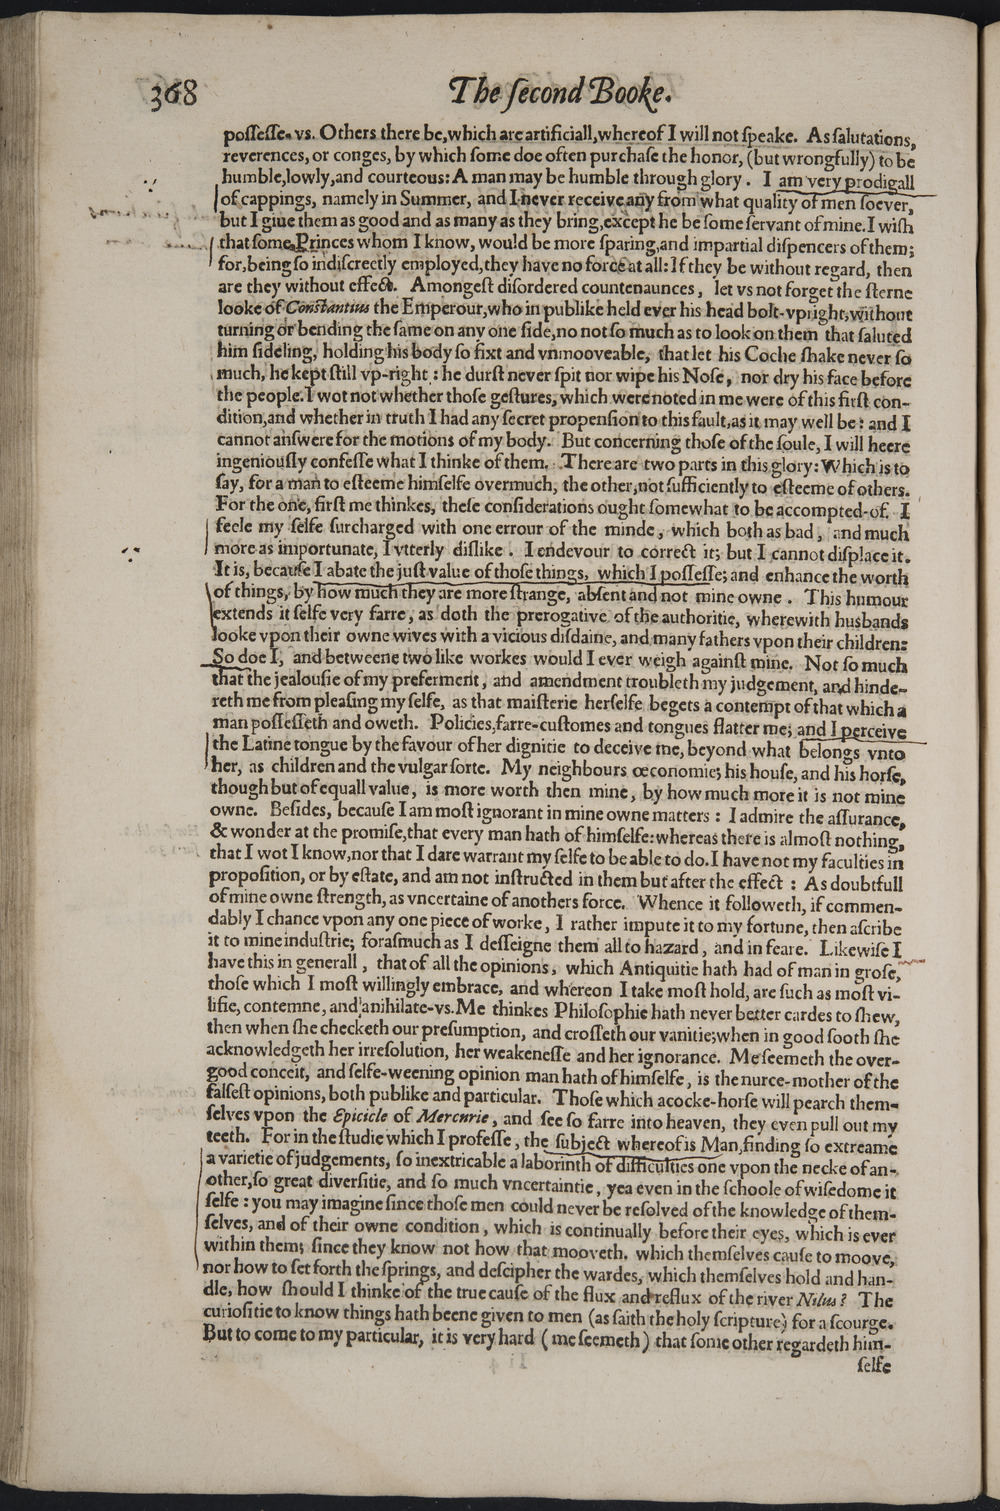 368
The ſecond Booke.
poſſeſſe-vs. Others there be, which are artificiall, whereof I will not ſpeake. As ſalutations,
reverences, or conges, by which ſome doe often purchaſe the honor, (but wrongfully) to be
humble, lowly, and courteous: A man may be humble through glory. I am very prodigall
of cappings, namely in Summer, and I never receive any from what quality of men ſoever,
but I giue them as good and as many as they bring, except he be ſome ſervant of mine. I wiſh
that ſome Princes whom I know, would be more ſparing, and impartial diſpencers of them;
for, being ſo indiſcreetly employed, they have no force at all: If they be without regard, then
are they without effect. Amongeſt diſordered countenaunces, let vs not forget the ſterne
looke of Conſtantius the Emperour, who in publike held ever his head bolt-vpright, without
turning or bending the ſame on any one ſide, no not ſo much as to look on them that ſaluted
him ſideling, holding his body ſo fixt and vnmooveable, that let his Coche ſhake never ſo
much, he kept ſtill vp-right: he durſt never ſpit nor wipe his Noſe, nor dry his face before
the people. I wot not whether thoſe geſtures, which were noted in me were of this firſt con-
dition, and whether in truth I had any ſecret propenſion to this fault, as it may well be: and I
cannot anſwere for the motions of my body. But concerning thoſe of the ſoule, I will heere
ingeniouſly confeſſe what I thinke of them. There are two parts in this glory: Which is to
ſay, for a man to eſteeme himſelfe overmuch, the other, not ſufficiently to eſteeme of others.
For the one, firſt me thinkes, theſe conſiderations ought ſomewhat to be accompted-of. I
feele my ſelfe ſurcharged with one errour of the minde, which both as bad, and much
more as importunate, I vtterly diſlike. I endevour to correct it; but I cannot diſplace it.
It is, becauſe I abate the juſt value of thoſe things, which I poſſeſſe; and enhance the worth
of things, by how much they are more ſtrange, abſent and not mine owne. This humour
extends it ſelfe very farre, as doth the prerogative of the authoritie, wherewith husbands
looke vpon their owne wives with a vicious diſdaine, and many fathers vpon their children:
So doe I, and betweene two like workes would I ever weigh againſt mine. Not ſo much
that the jealouſie of my preferment, and amendment troubleth my judgement, and hinde-
reth me from pleaſing my ſelfe, as that maiſterie herſelfe begets a contempt of that which a
man poſſeſſeth and oweth. Policies, farre-cuſtomes and tongues flatter me; and I perceive
the Latine tongue by the favour of her dignitie to deceive me, beyond what belongs vnto
her, as children and the vulgar ſorte. My neighbours œconomie; his houſe, and his horſe,
though but of equall value, is more worth then mine, by how much more it is not mine
owne. Beſides, becauſe I am moſt ignorant in mine owne matters: I admire the aſſurance,
& wonder at the promiſe, that every man hath of himſelfe: whereas there is almoſt nothing,
that I wot I know, nor that I dare warrant my ſelfe to be able to do. I have not my faculties in
propoſition, or by eſtate, and am not inſtructed in them but after the effect: As doubtfull
of mine owne ſtrength, as vncertaine of anothers force. Whence it followeth, if commen-
dably I chance vpon any one piece of worke, I rather impute it to my fortune, then aſcribe
it to mine induſtrie; foraſmuch as I deſſeigne them all to hazard, and in feare. Likewiſe I
have this in generall, that of all the opinions, which Antiquitie hath had of man in groſe,
thoſe which I moſt willingly embrace, and whereon I take moſt hold, are ſuch as moſt vi-
lifie, contemne, and anihilate-vs. Me thinkes Philoſophie hath never better cardes to ſhew,
then when ſhe checketh our preſumption, and croſſeth our vanitie; when in good ſooth ſhe
acknowledgeth her irreſolution, her weakeneſſe and her ignorance. Me ſeemeth the over-
good conceit, and ſelfe-weening opinion man hath of himſelfe, is the nurce-mother of the
falſeſt opinions, both publike and particular. Thoſe which acocke-horſe will pearch them-
ſelves vpon the Epicicle of Mercurie, and ſee ſo farre into heaven, they even pull out my
teeth. For in the ſtudie which I profeſſe, the ſubject whereof is Man, finding ſo extreame
a varietie of judgements, ſo inextricable a laborinth of difficulties one vpon the necke of an-
other, ſo great diverſitie, and ſo much vncertaintie, yea even in the ſchoole of wiſedome it
ſelfe: you may imagine ſince thoſe men could never be reſolved of the knowledge of them-
ſelves, and of their owne condition, which is continually before their eyes, which is ever
within them; ſince they know not how that mooveth, which themſelves cauſe to moove,
nor how to ſet forth the ſprings, and deſcipher the wardes, which themſelves hold and han-
dle, how ſhould I thinke of the true cauſe of the flux and reflux of the river Nilus? The
curioſitie to know things hath beene given to men (as ſaith the holy ſcripture) for a ſcourge.
But to come to my particular, it is very hard (me ſeemeth) that ſome other regardeth him-
ſelfe